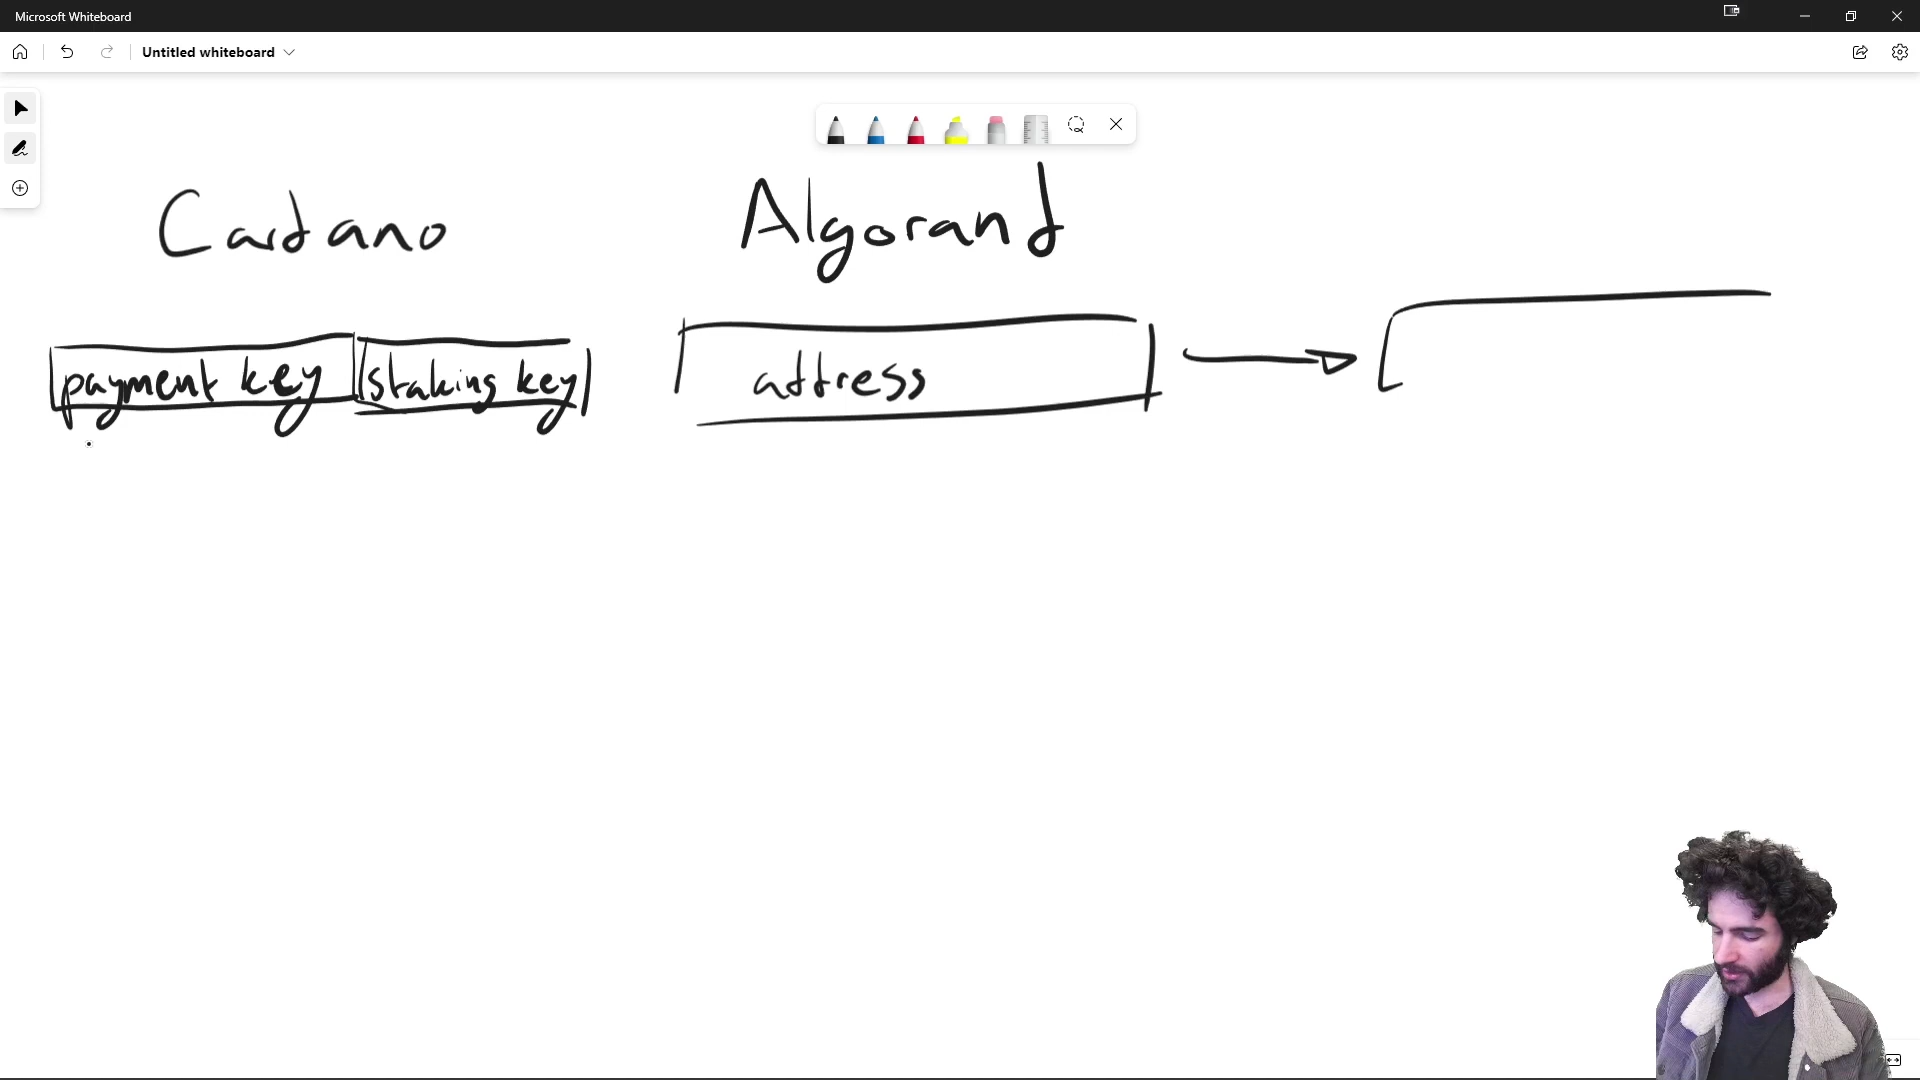 Microsoft Whiteboard
Untitled whiteboard
Cardano
Algorand
payment key
staking key
address